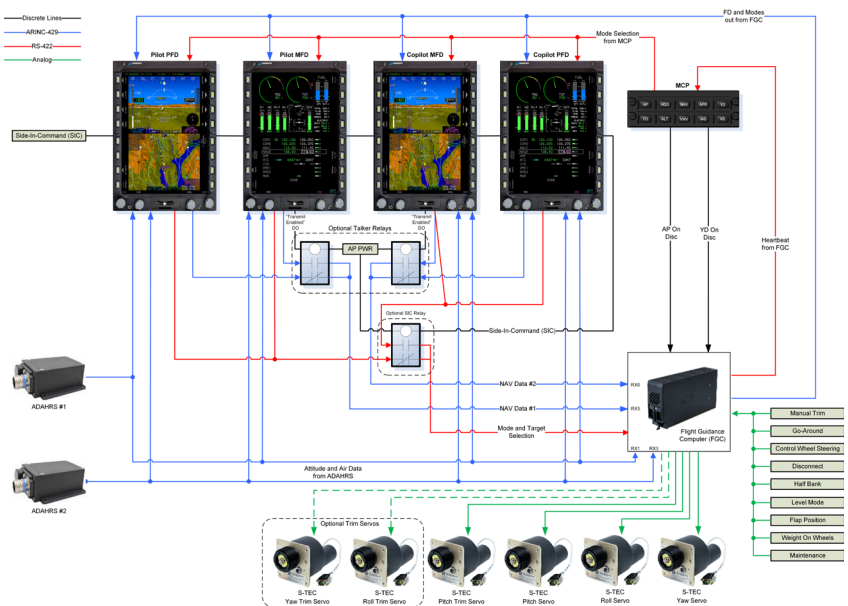 Discrete Lines
ARINC-429
RS-422
Analog
FD and Modes
out from FGC
Mode Selection
from MCP
Pilot PFD
Pilot MFD
Copilot MFD
Copilot PFD
MCP
AP
HDG
NAV
APR
YD
FD
ALT
VNV
IAS
VS
Side-In-Command (SIC)
"Transmit
Enabled"
DO
Optional Talker Relays
"Transmit
Enabled"
DO
AP PWR
AP On
Disc
YD On
Disc
Heartbeat
from FGC
Optional SIC Relay
Side-In-Command (SIC)
ADAHRS #1
NAV Data #2
RX6
NAV Data #1
RX5
Mode and Target
Selection
Flight Guidance
Computer (FGC)
RX1
RX3
Manual Trim
Go-Around
Control Wheel Steering
Disconnect
Half Bank
Level Mode
Flap Position
Weight On Wheels
Maintenance
ADAHRS #2
Attitude and Air Data
from ADAHRS
Optional Trim Servos
S-TEC
Yaw Trim Servo
S-TEC
Roll Trim Servo
S-TEC
Pitch Trim Servo
S-TEC
Pitch Servo
S-TEC
Roll Servo
S-TEC
Yaw Servo